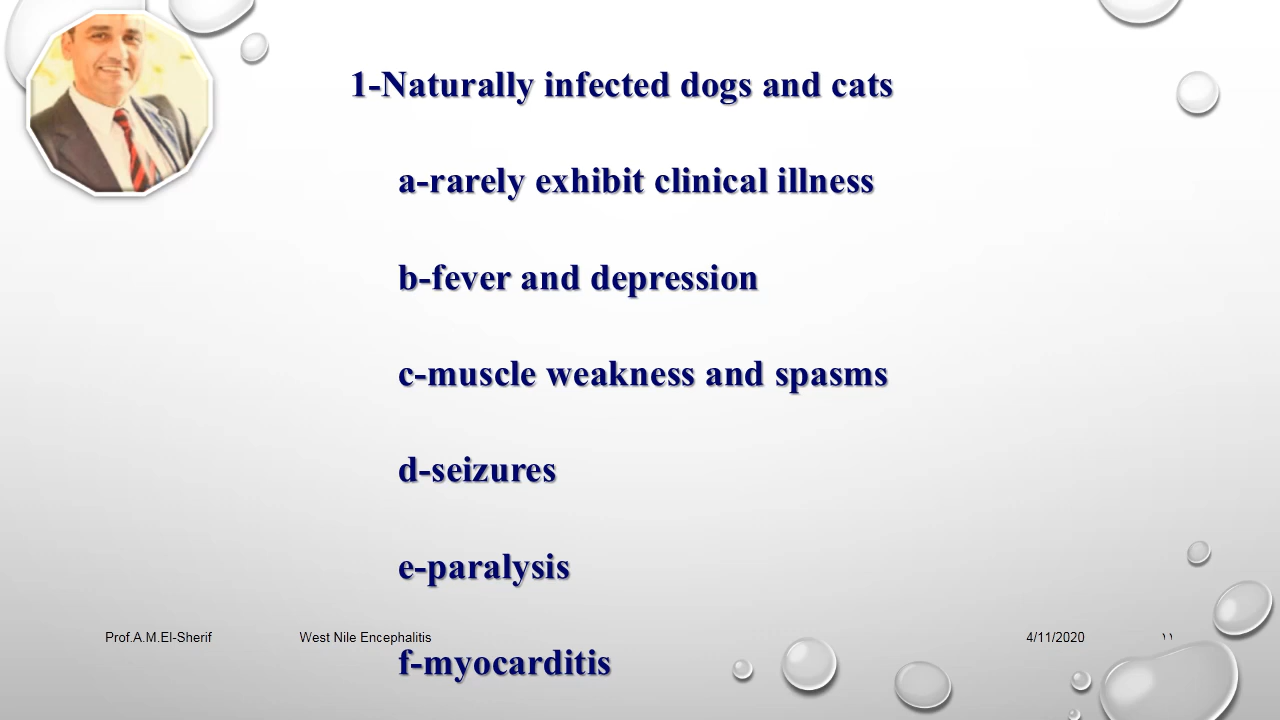 1-Naturally infected dogs and cats
a-rarely exhibit clinical illness
b-fever and depression
c-muscle weakness and spasms
d-seizures
e-paralysis
Prof.A.M.El-Sherif West Nile Encephalitis 4/11/2020 ١١
f-myocarditis